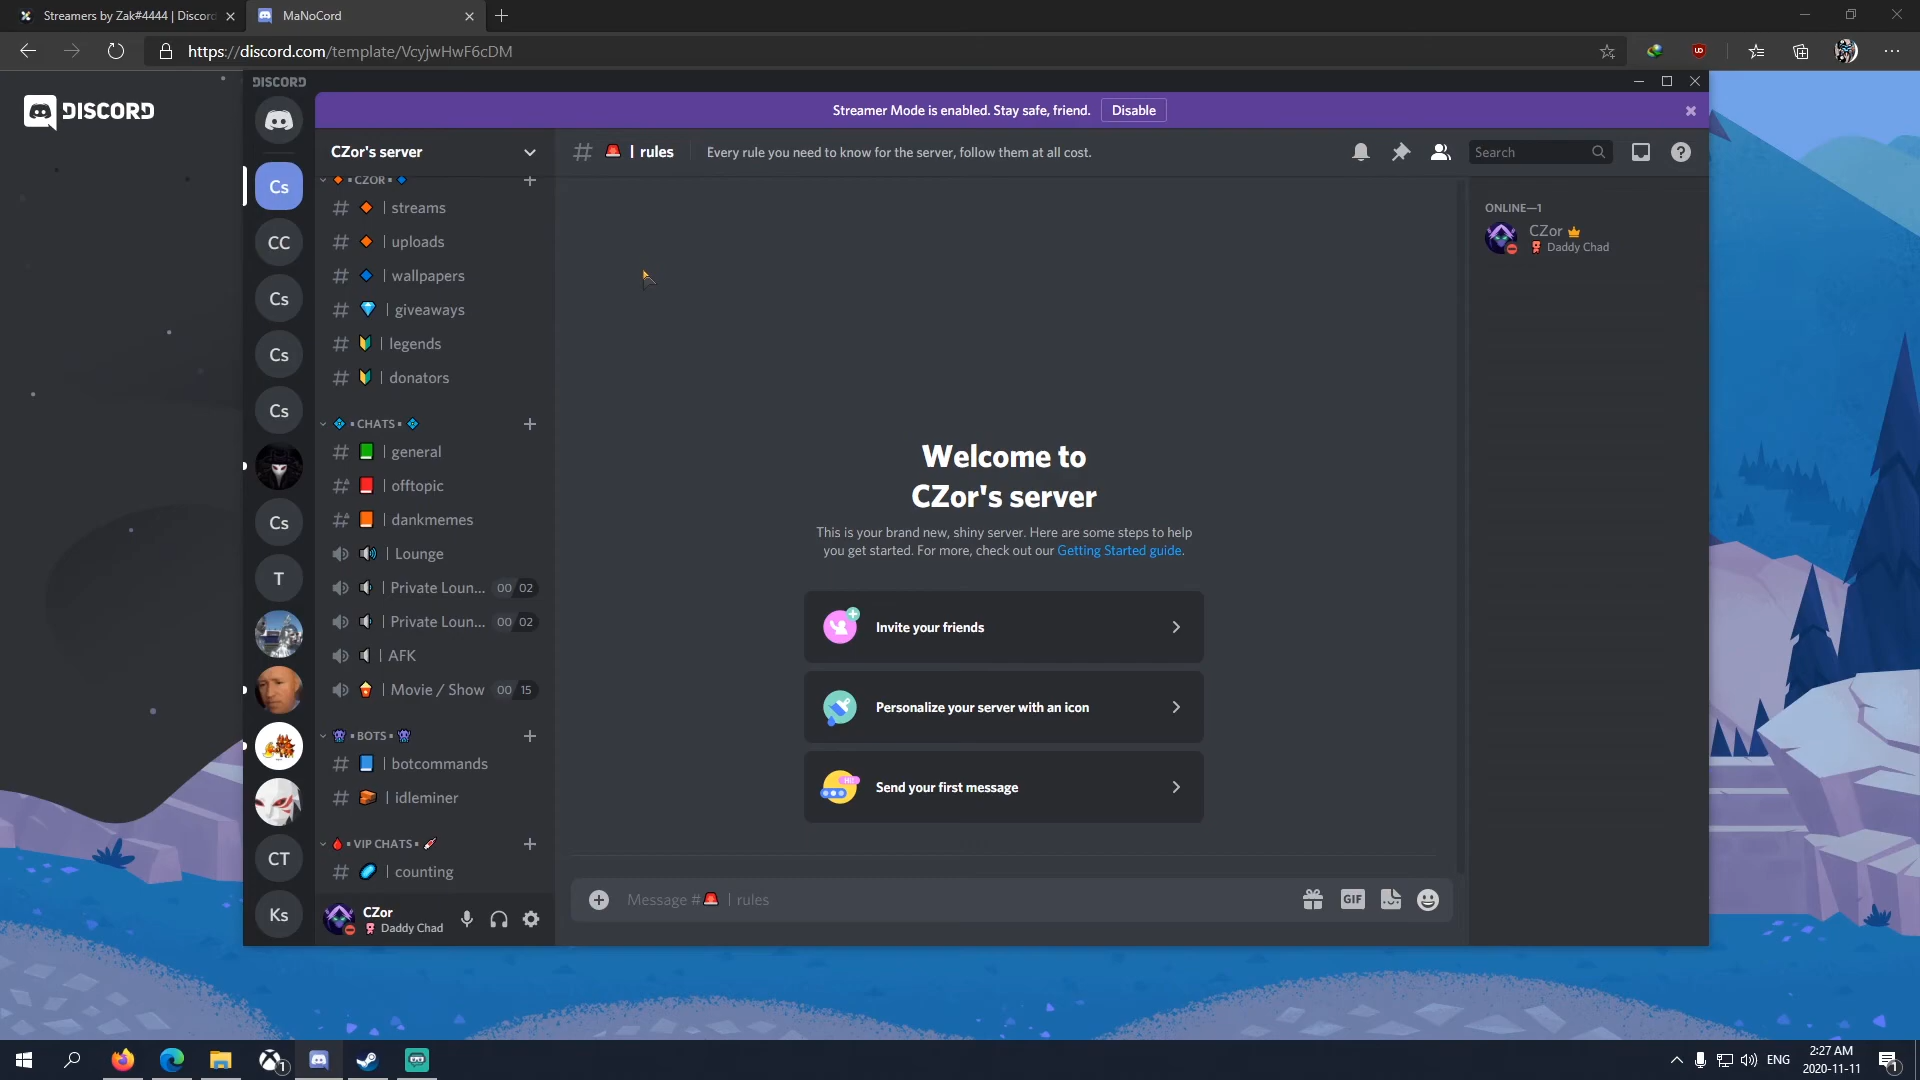 Streamers by Zak#4444 | Discord
MaNoCord
https://discord.com/template/VcyjwHwF6cDM
DISCORD
DISCORD
Streamer Mode is enabled. Stay safe, friend.
Disable
CZor's server
# | rules
Every rule you need to know for the server, follow them at all cost.
Search
Cs
CC
Cs
Cs
Cs
Cs
T
CT
Ks
CZOR
| streams
| uploads
| wallpapers
| giveaways
| legends
| donators
CHATS
| general
| offtopic
| dankmemes
| Lounge
| Private Loun... 00 02
| Private Loun... 00 02
| AFK
| Movie / Show 00 15
BOTS
| botcommands
| idleminer
VIP CHATS
| counting
CZor
Daddy Chad
Welcome to
CZor's server
This is your brand new, shiny server. Here are some steps to help
you get started. For more, check out our Getting Started guide.
Invite your friends
Personalize your server with an icon
Send your first message
Message # | rules
GIF
ONLINE—1
CZor
Daddy Chad
ENG
2:27 AM
2020-11-11